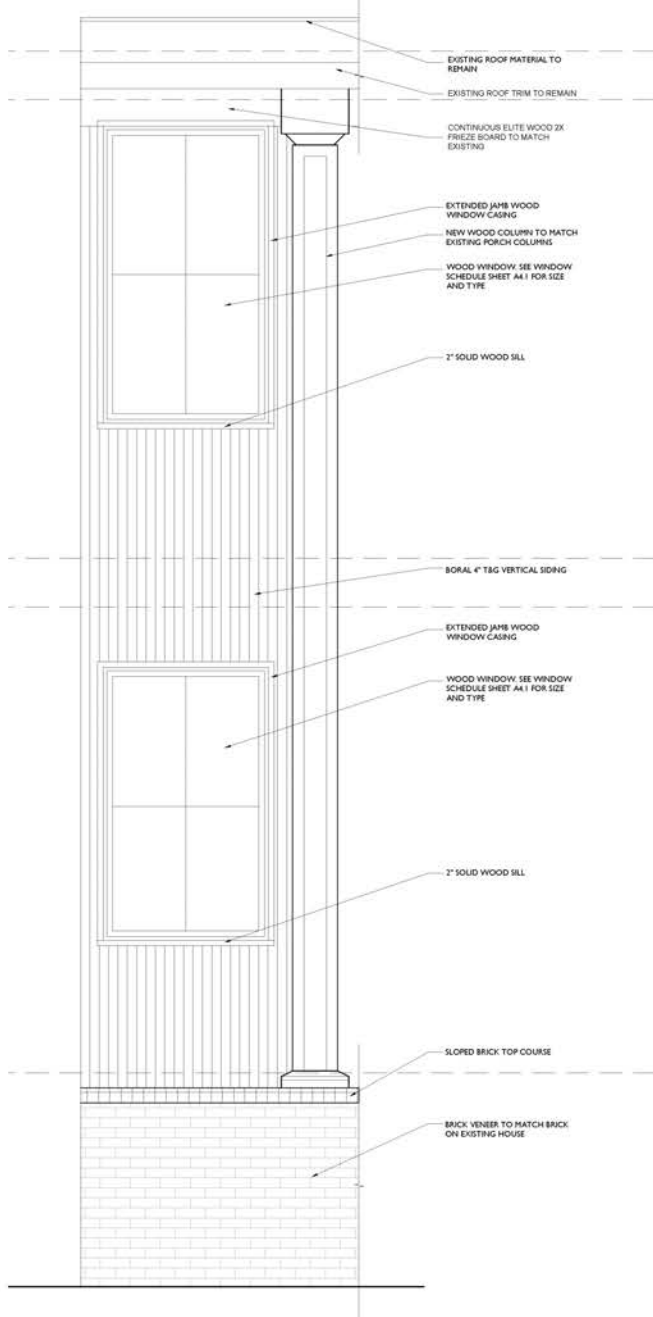 EXISTING ROOF MATERIAL TO
REMAIN
EXISTING ROOF TRIM TO REMAIN
CONTINUOUS ELITE WOOD 2X
FRIEZE BOARD TO MATCH
EXISTING
EXTENDED JAMB WOOD
WINDOW CASING
NEW WOOD COLUMN TO MATCH
EXISTING PORCH COLUMNS
WOOD WINDOW. SEE WINDOW
SCHEDULE SHEET A4.1 FOR SIZE
AND TYPE
2" SOLID WOOD SILL
BORAL 4" T&G VERTICAL SIDING
EXTENDED JAMB WOOD
WINDOW CASING
WOOD WINDOW. SEE WINDOW
SCHEDULE SHEET A4.1 FOR SIZE
AND TYPE
2" SOLID WOOD SILL
SLOPED BRICK TOP COURSE
BRICK VENEER TO MATCH BRICK
ON EXISTING HOUSE